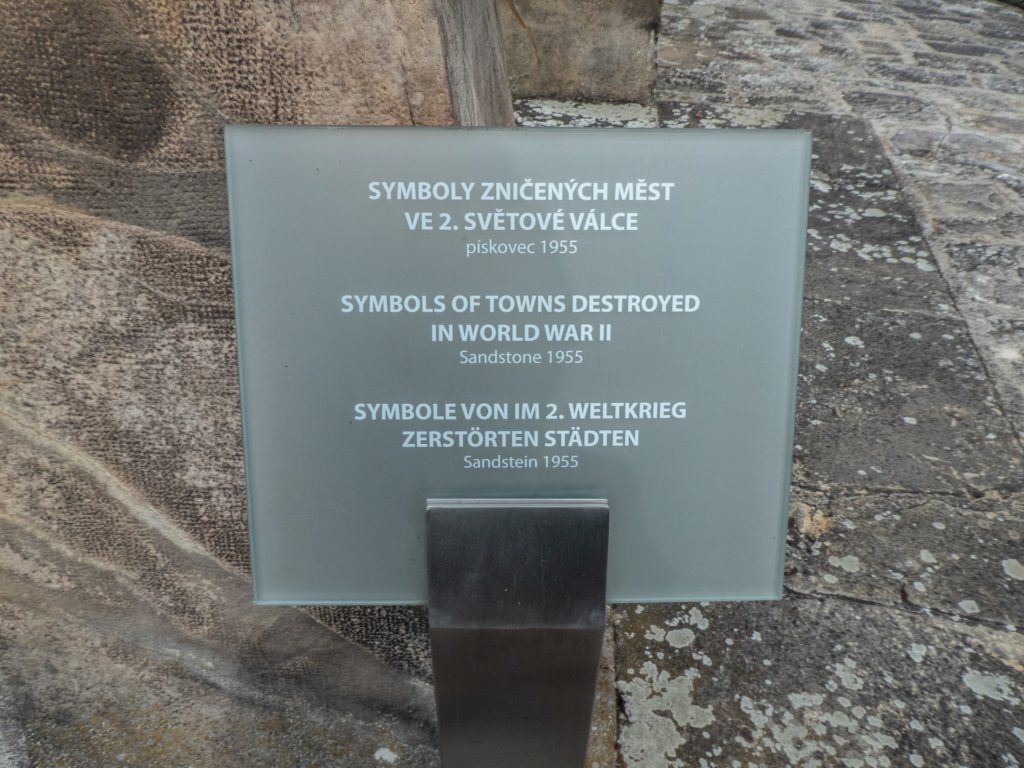 SYMBOLY ZNIČENÝCH MĚST
VE 2. SVĚTOVÉ VÁLCE
pískovec 1955
SYMBOLS OF TOWNS DESTROYED
IN WORLD WAR II
Sandstone 1955
SYMBOLE VON IM 2. WELTKRIEG
ZERSTÖRTEN STÄDTEN
Sandstein 1955